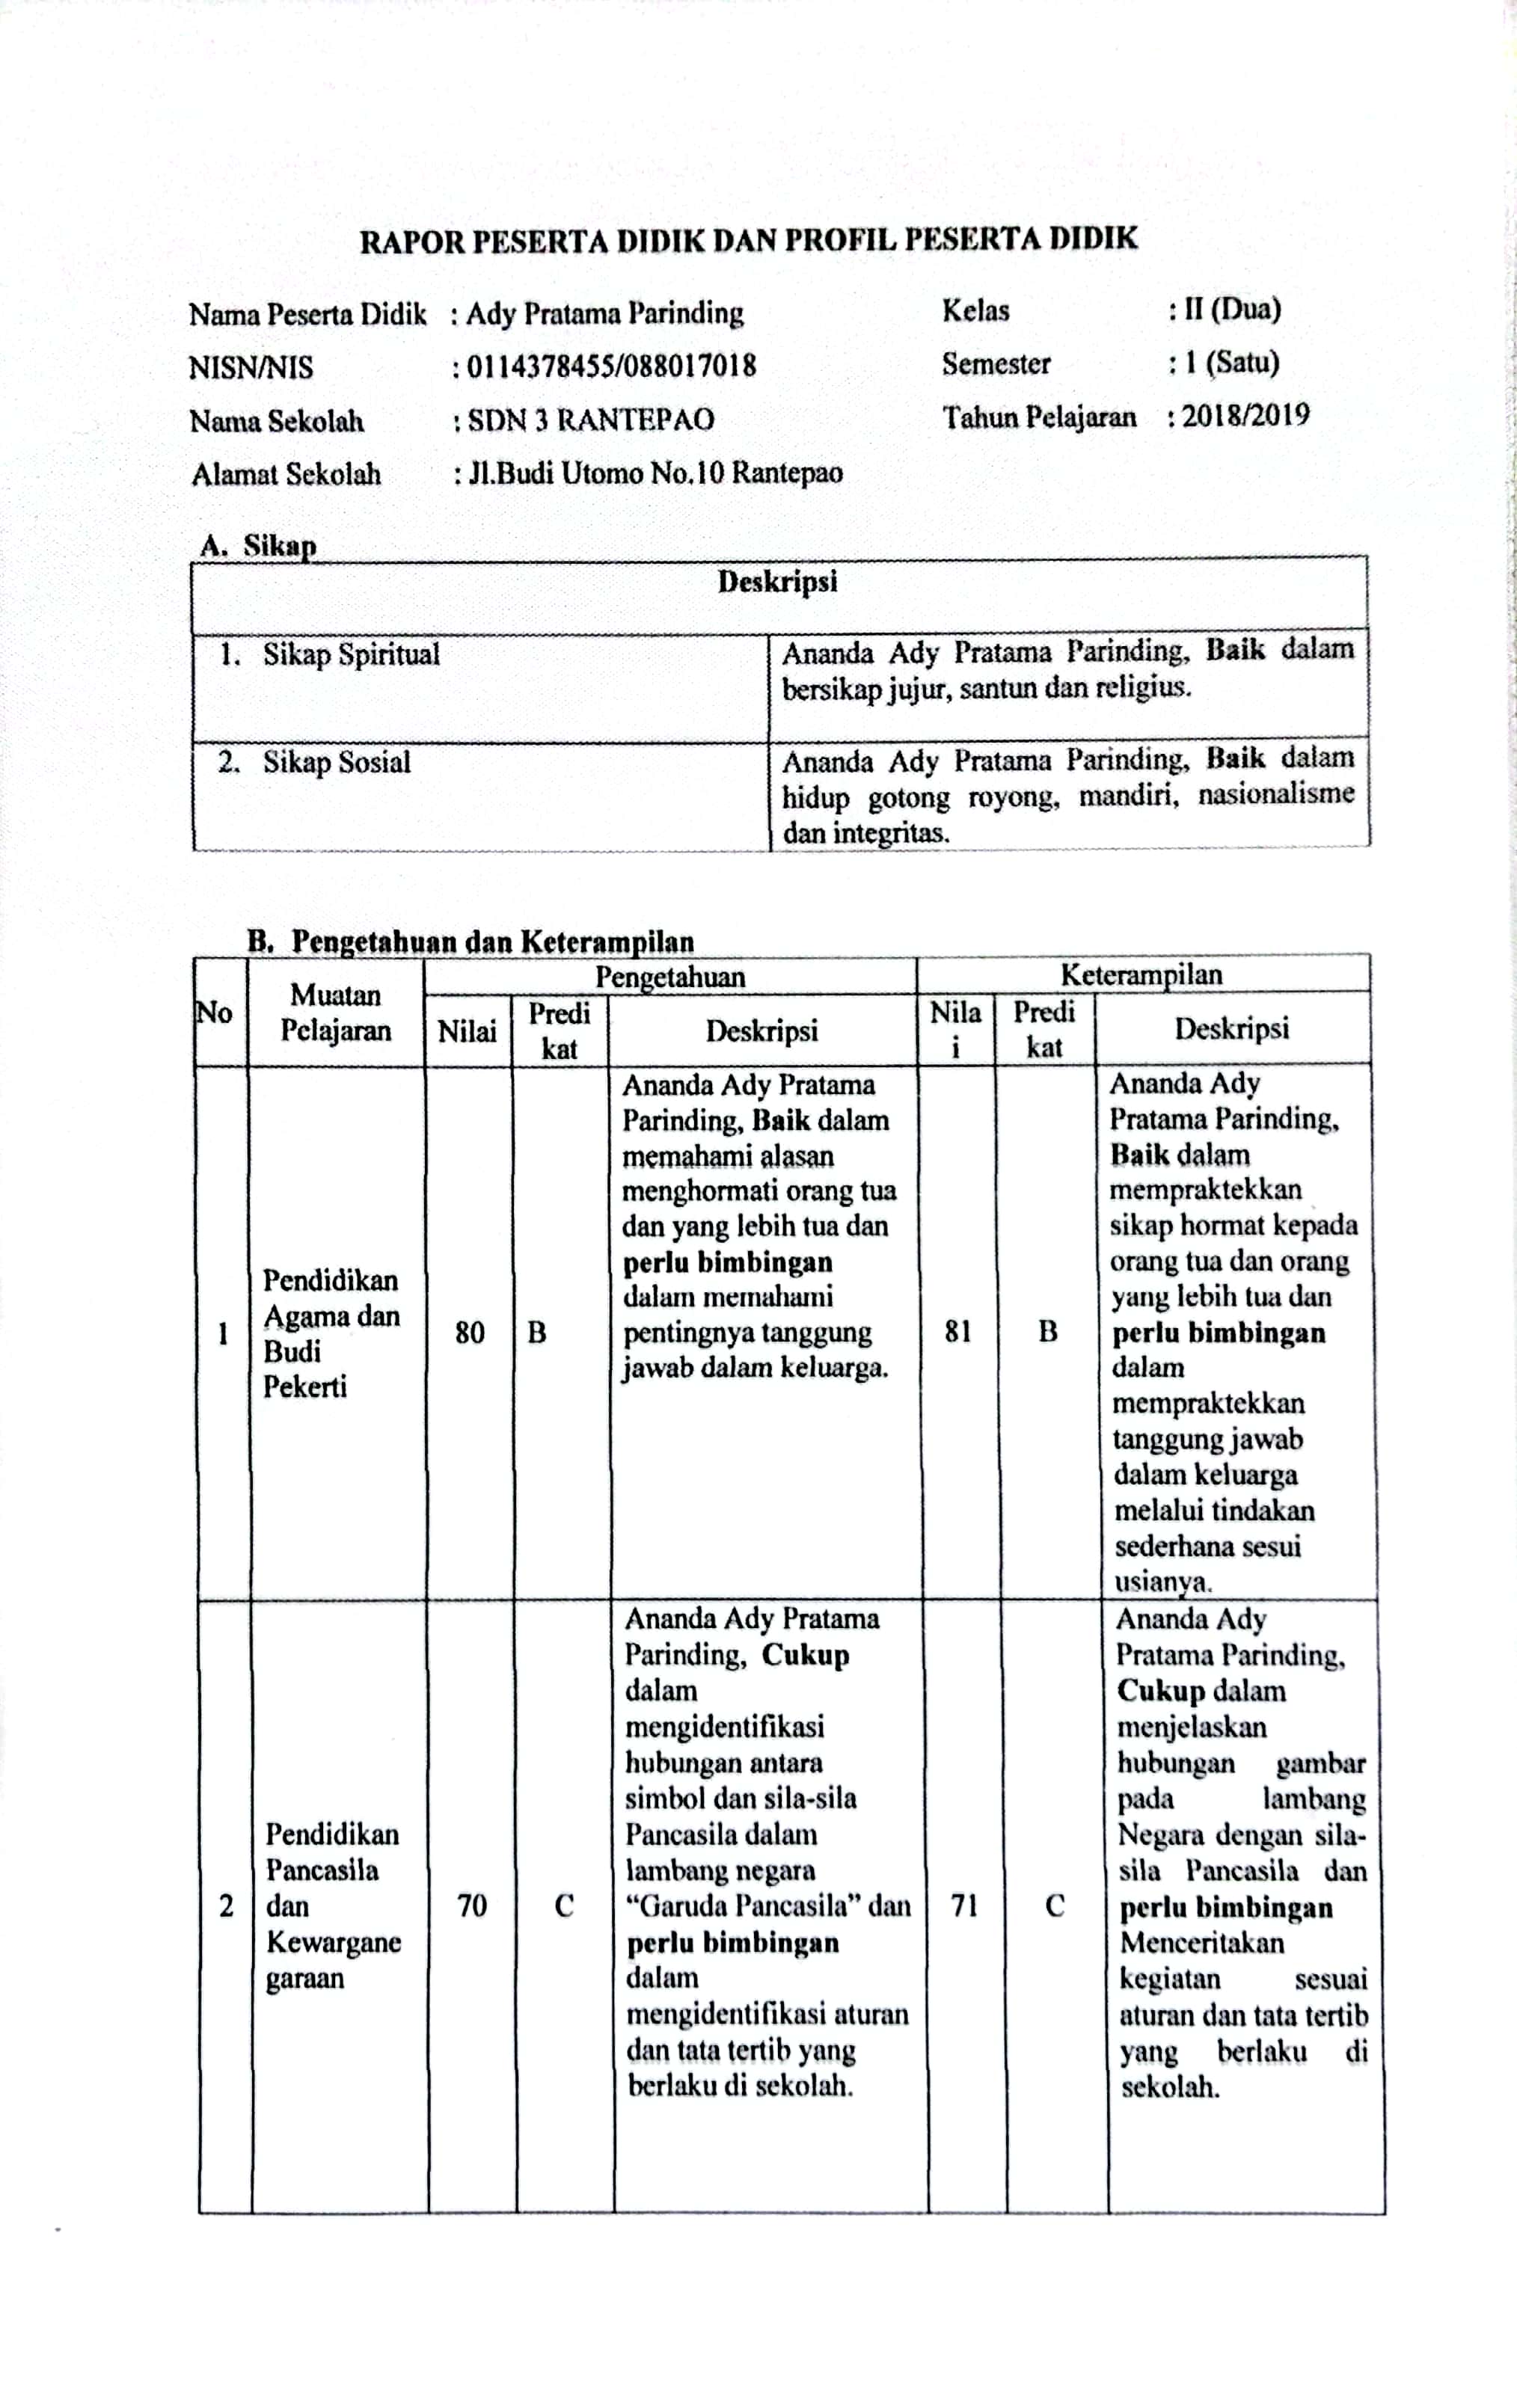 RAPOR PESERTA DIDIK DAN PROFIL PESERTA DIDIK
Nama Peserta Didik : Ady Pratama Parinding Kelas : II (Dua)
NISN/NIS : 0114378455/088017018 Semester : 1 (Satu)
Nama Sekolah : SDN 3 RANTEPAO Tahun Pelajaran : 2018/2019
Alamat Sekolah : Jl.Budi Utomo No.10 Rantepao
A. Sikap
Deskripsi
1. Sikap Spiritual
Ananda Ady Pratama Parinding, Baik dalam
bersikap jujur, santun dan religius.
2. Sikap Sosial
Ananda Ady Pratama Parinding, Baik dalam
hidup gotong royong, mandiri, nasionalisme
dan integritas.
B. Pengetahuan dan Keterampilan
No
Muatan
Pelajaran
Pengetahuan
Keterampilan
Nilai
Predi
kat
Deskripsi
Nila
i
Predi
kat
Deskripsi
1
Pendidikan
Agama dan
Budi
Pekerti
80
B
Ananda Ady Pratama
Parinding, Baik dalam
memahami alasan
menghormati orang tua
dan yang lebih tua dan
perlu bimbingan
dalam memahami
pentingnya tanggung
jawab dalam keluarga.
81
B
Ananda Ady
Pratama Parinding,
Baik dalam
mempraktekkan
sikap hormat kepada
orang tua dan orang
yang lebih tua dan
perlu bimbingan
dalam
mempraktekkan
tanggung jawab
dalam keluarga
melalui tindakan
sederhana sesui
usianya.
2
Pendidikan
Pancasila
dan
Kewargane
garaan
70
C
Ananda Ady Pratama
Parinding, Cukup
dalam
mengidentifikasi
hubungan antara
simbol dan sila-sila
Pancasila dalam
lambang negara
“Garuda Pancasila” dan
perlu bimbingan
dalam
mengidentifikasi aturan
dan tata tertib yang
berlaku di sekolah.
71
C
Ananda Ady
Pratama Parinding,
Cukup dalam
menjelaskan
hubungan gambar
pada lambang
Negara dengan sila-
sila Pancasila dan
perlu bimbingan
Menceritakan
kegiatan sesuai
aturan dan tata tertib
yang berlaku di
sekolah.